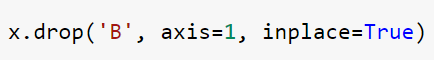 x.drop('B', axis=1, inplace=True)